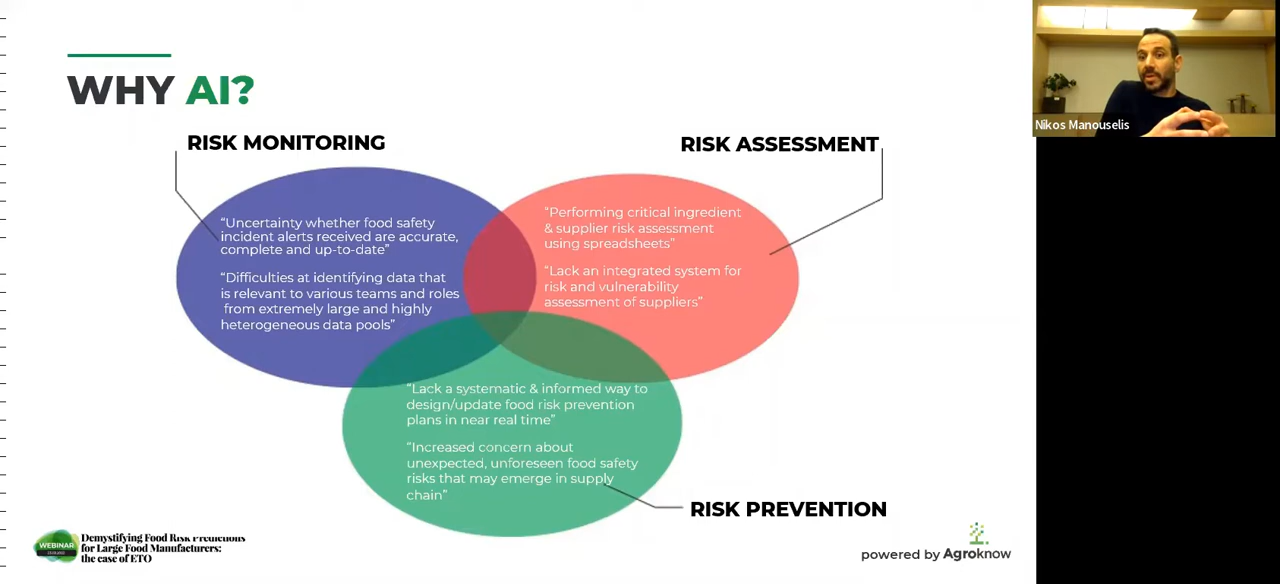 WHY AI?
RISK MONITORING
RISK ASSESSMENT
“Uncertainty whether food safety
incident alerts received are accurate,
complete and up-to-date”
“Difficulties at identifying data that
is relevant to various teams and roles
from extremely large and highly
heterogeneous data pools”
“Performing critical ingredient
& supplier risk assessment
using spreadsheets”
“Lack an integrated system for
risk and vulnerability
assessment of suppliers”
“Lack a systematic & informed way to
design/update food risk prevention
plans in near real time”
“Increased concern about
unexpected, unforeseen food safety
risks that may emerge in supply
chain”
RISK PREVENTION
WEBINAR
Demystifying Food Risk Predictions
for Large Food Manufacturers:
the case of ETO
powered by Agroknow
Nikos Manouselis